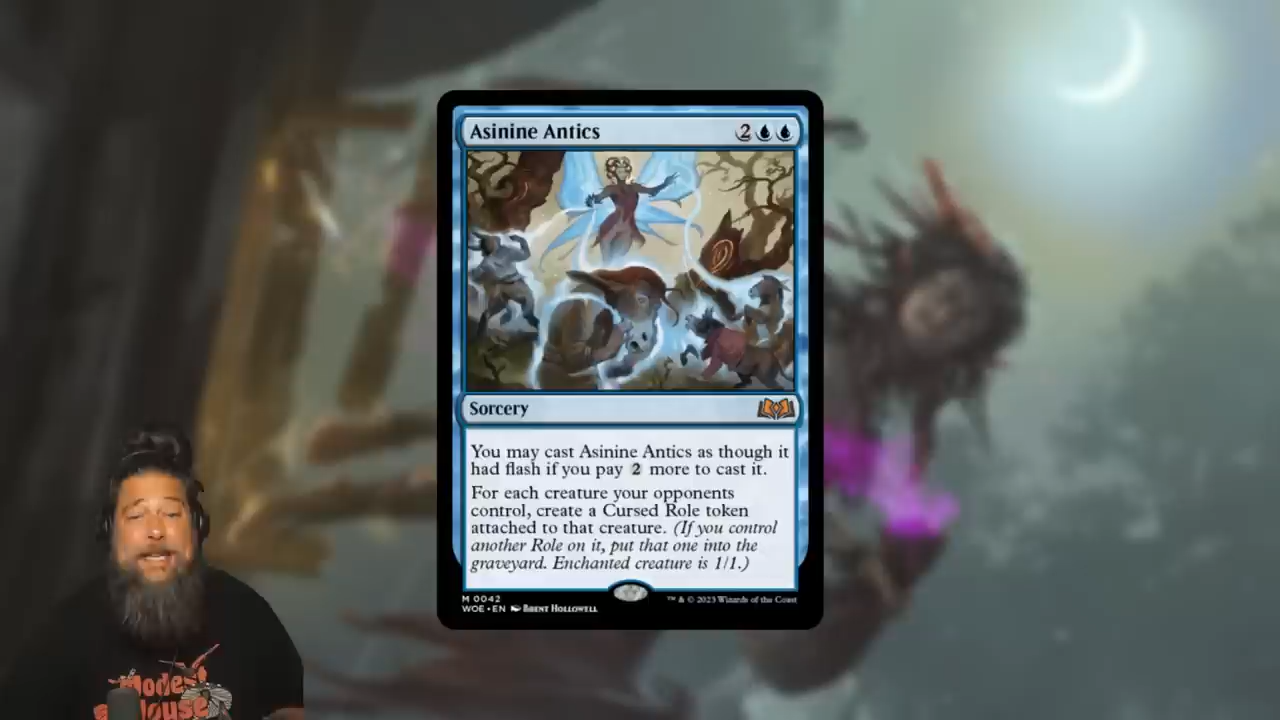 Asinine Antics 2
Sorcery
You may cast Asinine Antics as though it
had flash if you pay 2 more to cast it.
For each creature your opponents
control, create a Cursed Role token
attached to that creature. (If you control
another Role on it, put that one into the
graveyard. Enchanted creature is 1/1.)
M 0042
WOE • EN Brent Hollowell
™ & © 2023 Wizards of the Coast
Modest
Mouse